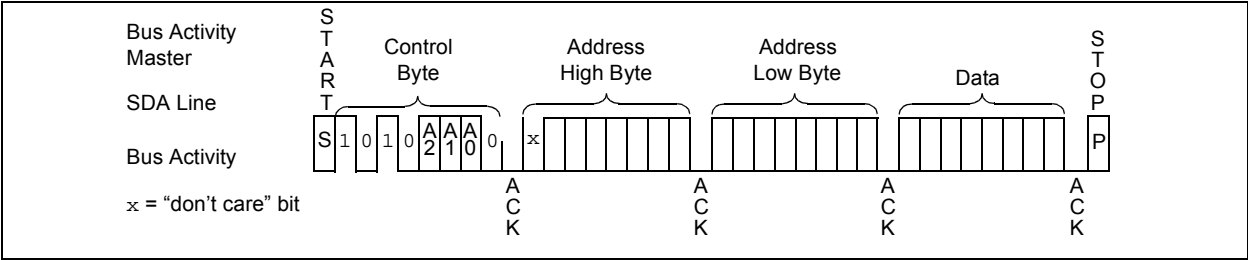 Bus Activity
Master
SDA Line
Bus Activity
x = “don’t care” bit
START
Control
Byte
Address
High Byte
Address
Low Byte
Data
STOP
S 1 0 1 0 A2 A1 A0 0 x P
ACK ACK ACK ACK